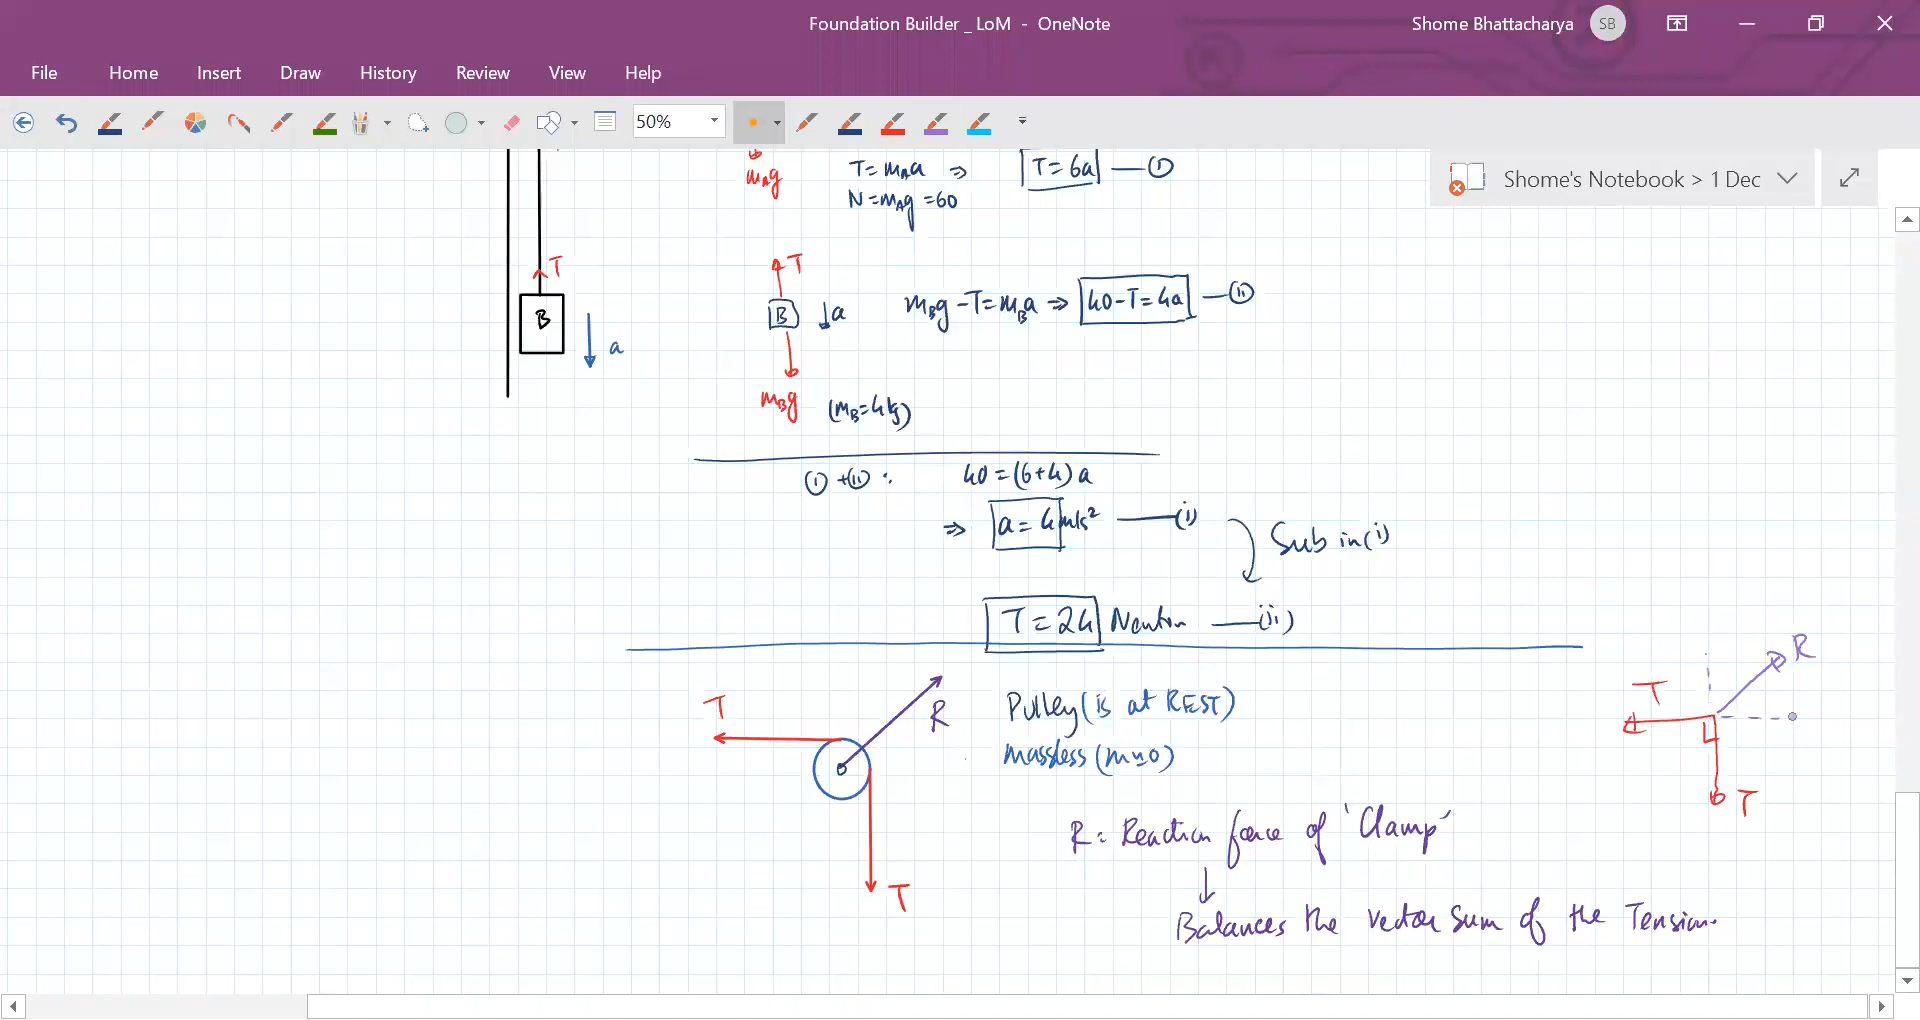 Foundation Builder _ LoM - OneNote
Shome Bhattacharya
SB
File Home Insert Draw History Review View Help
50%
Shome's Notebook > 1 Dec
mAg
T=mAa ⇒ T=6a — (i)
N=mAg=60
T
B
a
T
B
a
mBg
mBg-T=mBa ⇒ 40-T=4a — (ii)
(mB=4kg)
(i)+(ii): 40=(6+4)a
⇒ a=4m/s² — (i)
Sub in(i)
T=24 Newton — (ii)
T
R
T
Pulley(is at REST)
massless(m=0)
R: Reaction force of 'Clamp'
↓
Balances the vector sum of the Tension.
R
T
T